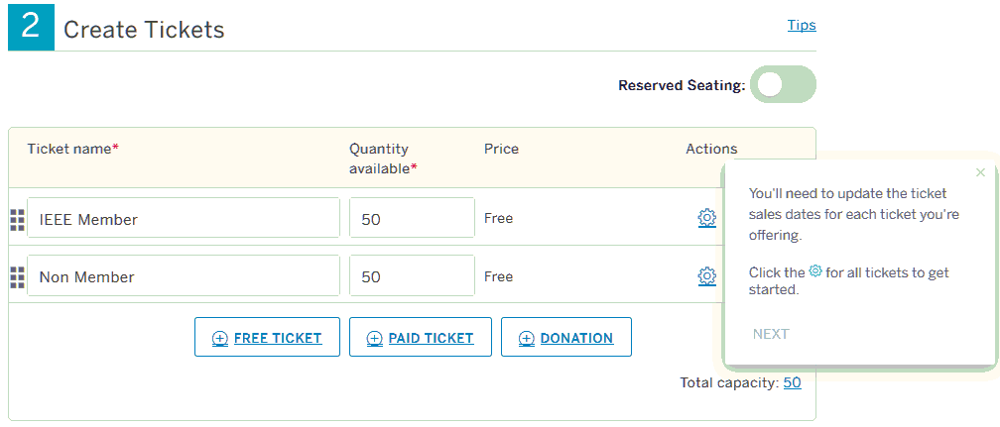 2 Create Tickets Tips
Reserved Seating:
Ticket name* Quantity available* Price Actions
IEEE Member 50 Free
Non Member 50 Free
FREE TICKET PAID TICKET DONATION
Total capacity: 50
×
You'll need to update the ticket
sales dates for each ticket you're
offering.
Click the for all tickets to get
started.
NEXT